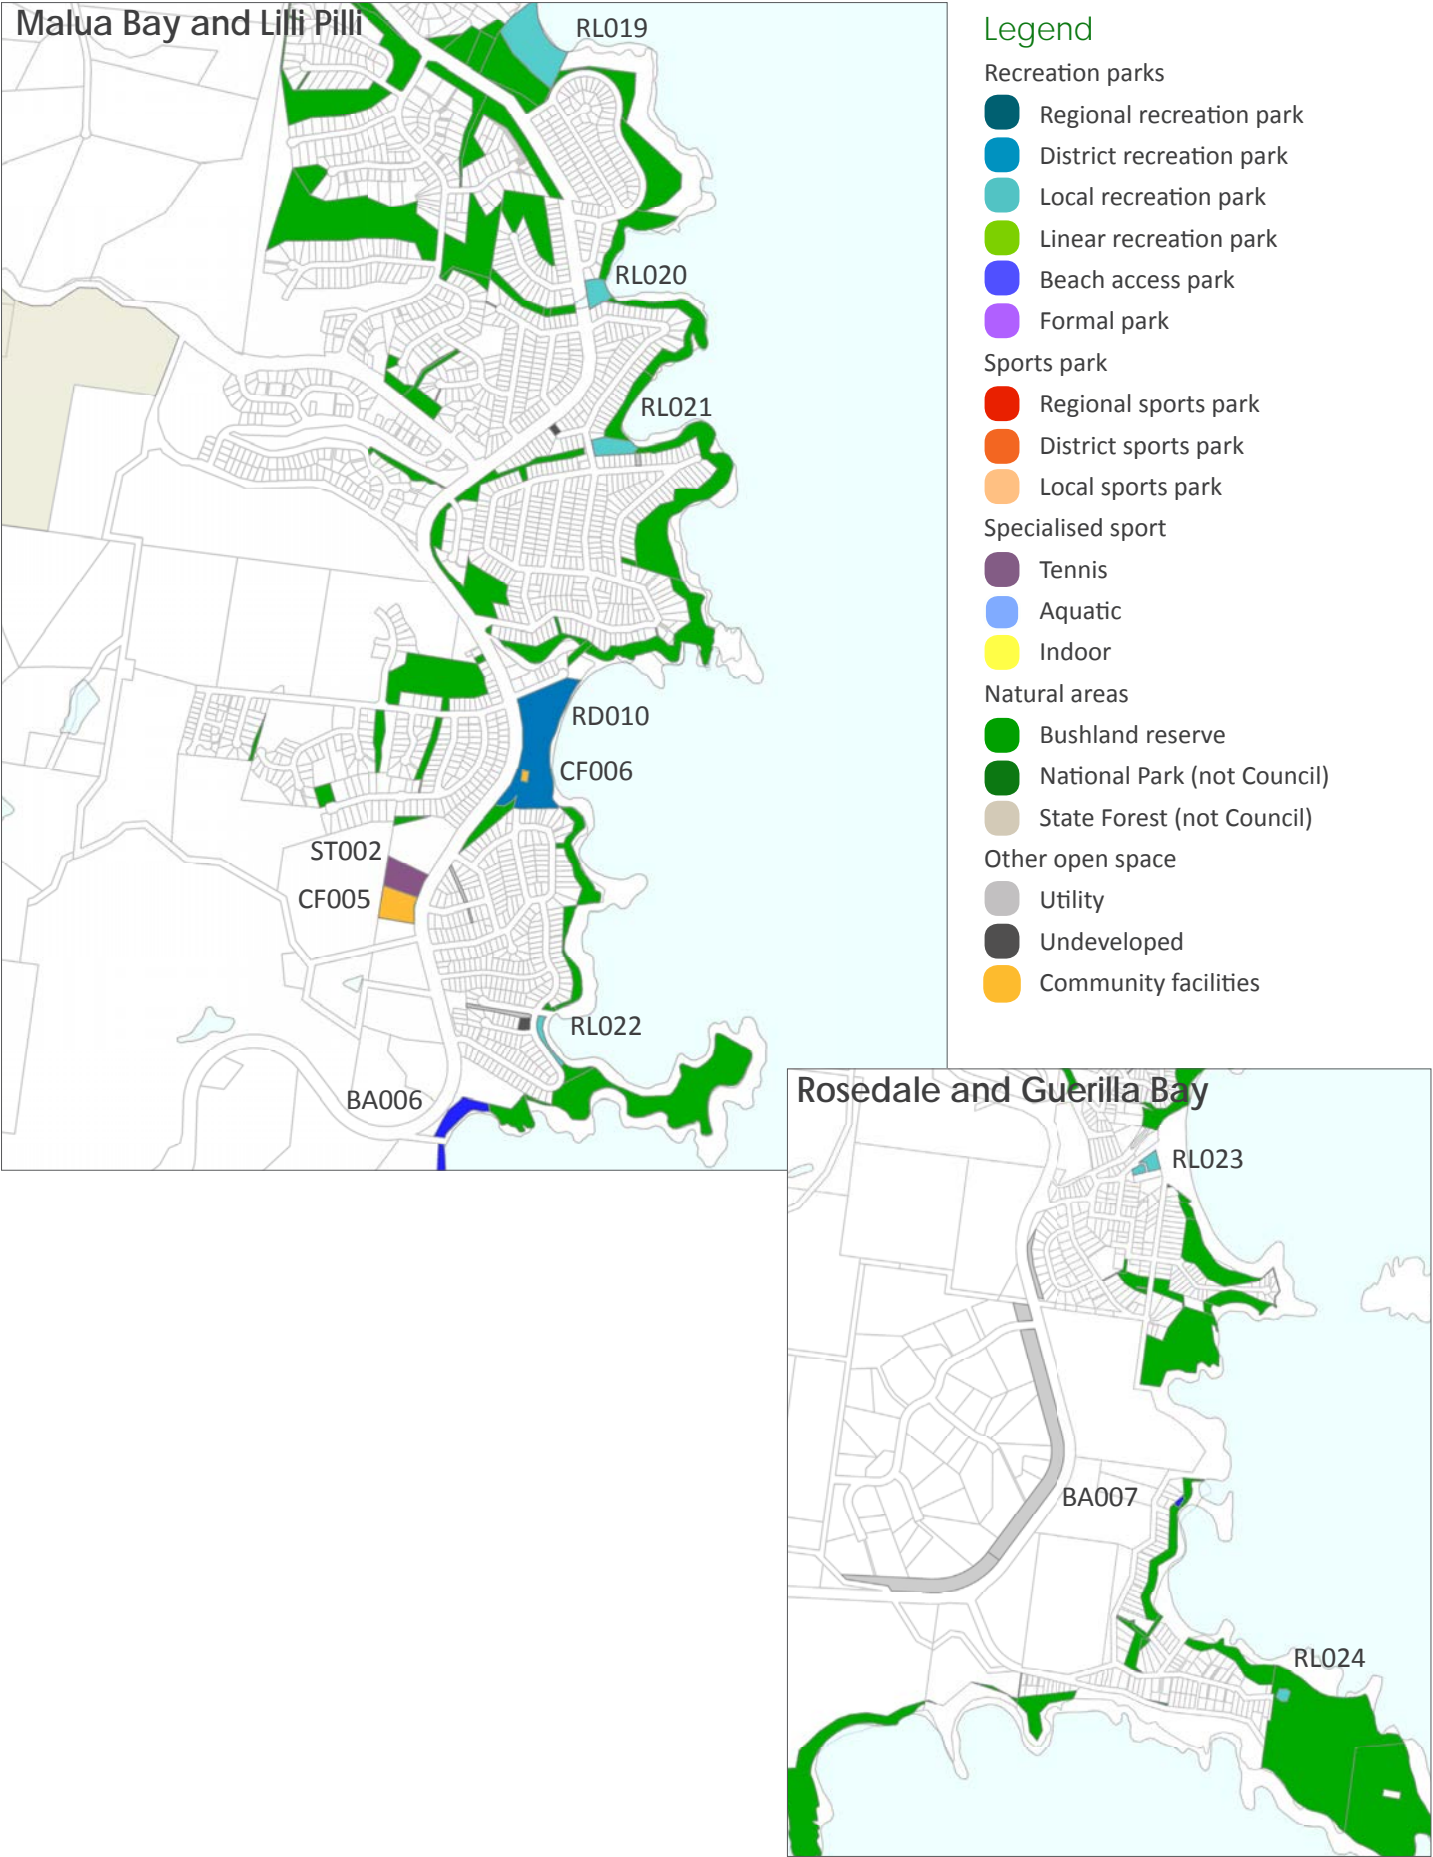 Malua Bay and Lilli Pilli
RL019
RL020
RL021
RD010
CF006
ST002
CF005
RL022
BA006
Legend
Recreation parks
Regional recreation park
District recreation park
Local recreation park
Linear recreation park
Beach access park
Formal park
Sports park
Regional sports park
District sports park
Local sports park
Specialised sport
Tennis
Aquatic
Indoor
Natural areas
Bushland reserve
National Park (not Council)
State Forest (not Council)
Other open space
Utility
Undeveloped
Community facilities
Rosedale and Guerilla Bay
RL023
BA007
RL024